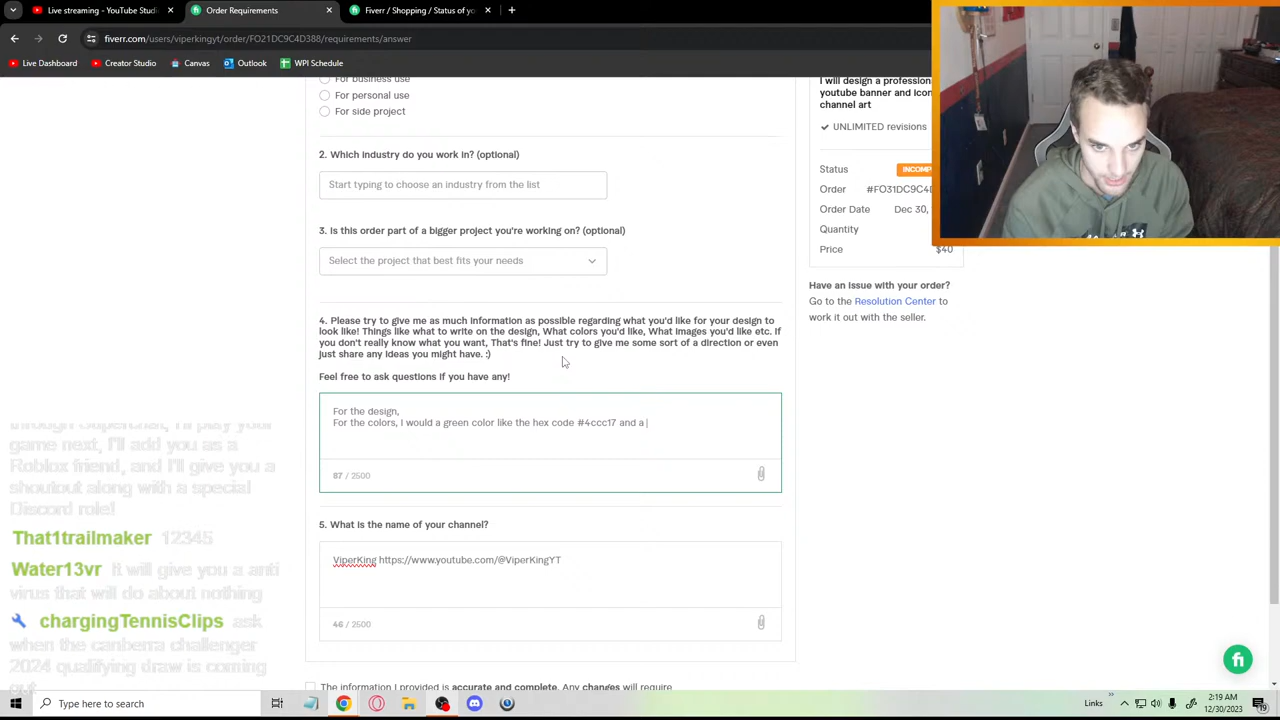 Live streaming - YouTube Studi
Order Requirements
Fiverr / Shopping / Status of yo
fiverr.com/users/viperkingyt/order/FO21DC9C4D388/requirements/answer
Live Dashboard
Creator Studio
Canvas
Outlook
WPI Schedule
For business use
For personal use
For side project
2. Which industry do you work in? (optional)
Start typing to choose an industry from the list
3. Is this order part of a bigger project you're working on? (optional)
Select the project that best fits your needs
4. Please try to give me as much information as possible regarding what you'd like for your design to
look like! Things like what to write on the design, What colors you'd like, What images you'd like etc. If
you don't really know what you want, That's fine! Just try to give me some sort of a direction or even
just share any ideas you might have. :)
Feel free to ask questions if you have any!
For the design,
For the colors, I would a green color like the hex code #4ccc17 and a
87 / 2500
5. What is the name of your channel?
ViperKing https://www.youtube.com/@ViperKingYT
46 / 2500
The information I provided is accurate and complete. Any changes will require
I will design a profession
youtube banner and icon
channel art
UNLIMITED revisions
Status
INCOMP
Order #FO31DC9C4D
Order Date Dec 30,
Quantity
Price $40
Have an issue with your order?
Go to the Resolution Center to
work it out with the seller.
through Superchat, I'll play your
game next, I'll add you as a
Roblox friend, and I'll give you a
shoutout along with a special
Discord role!
That1trailmaker 12345
Water13vr It will give you a anti
virus that will do about nothing
chargingTennisClips ask
when the canberra challenger
2024 qualifying draw is coming
out
fi
Type here to search
Links
2:19 AM
12/30/2023
19